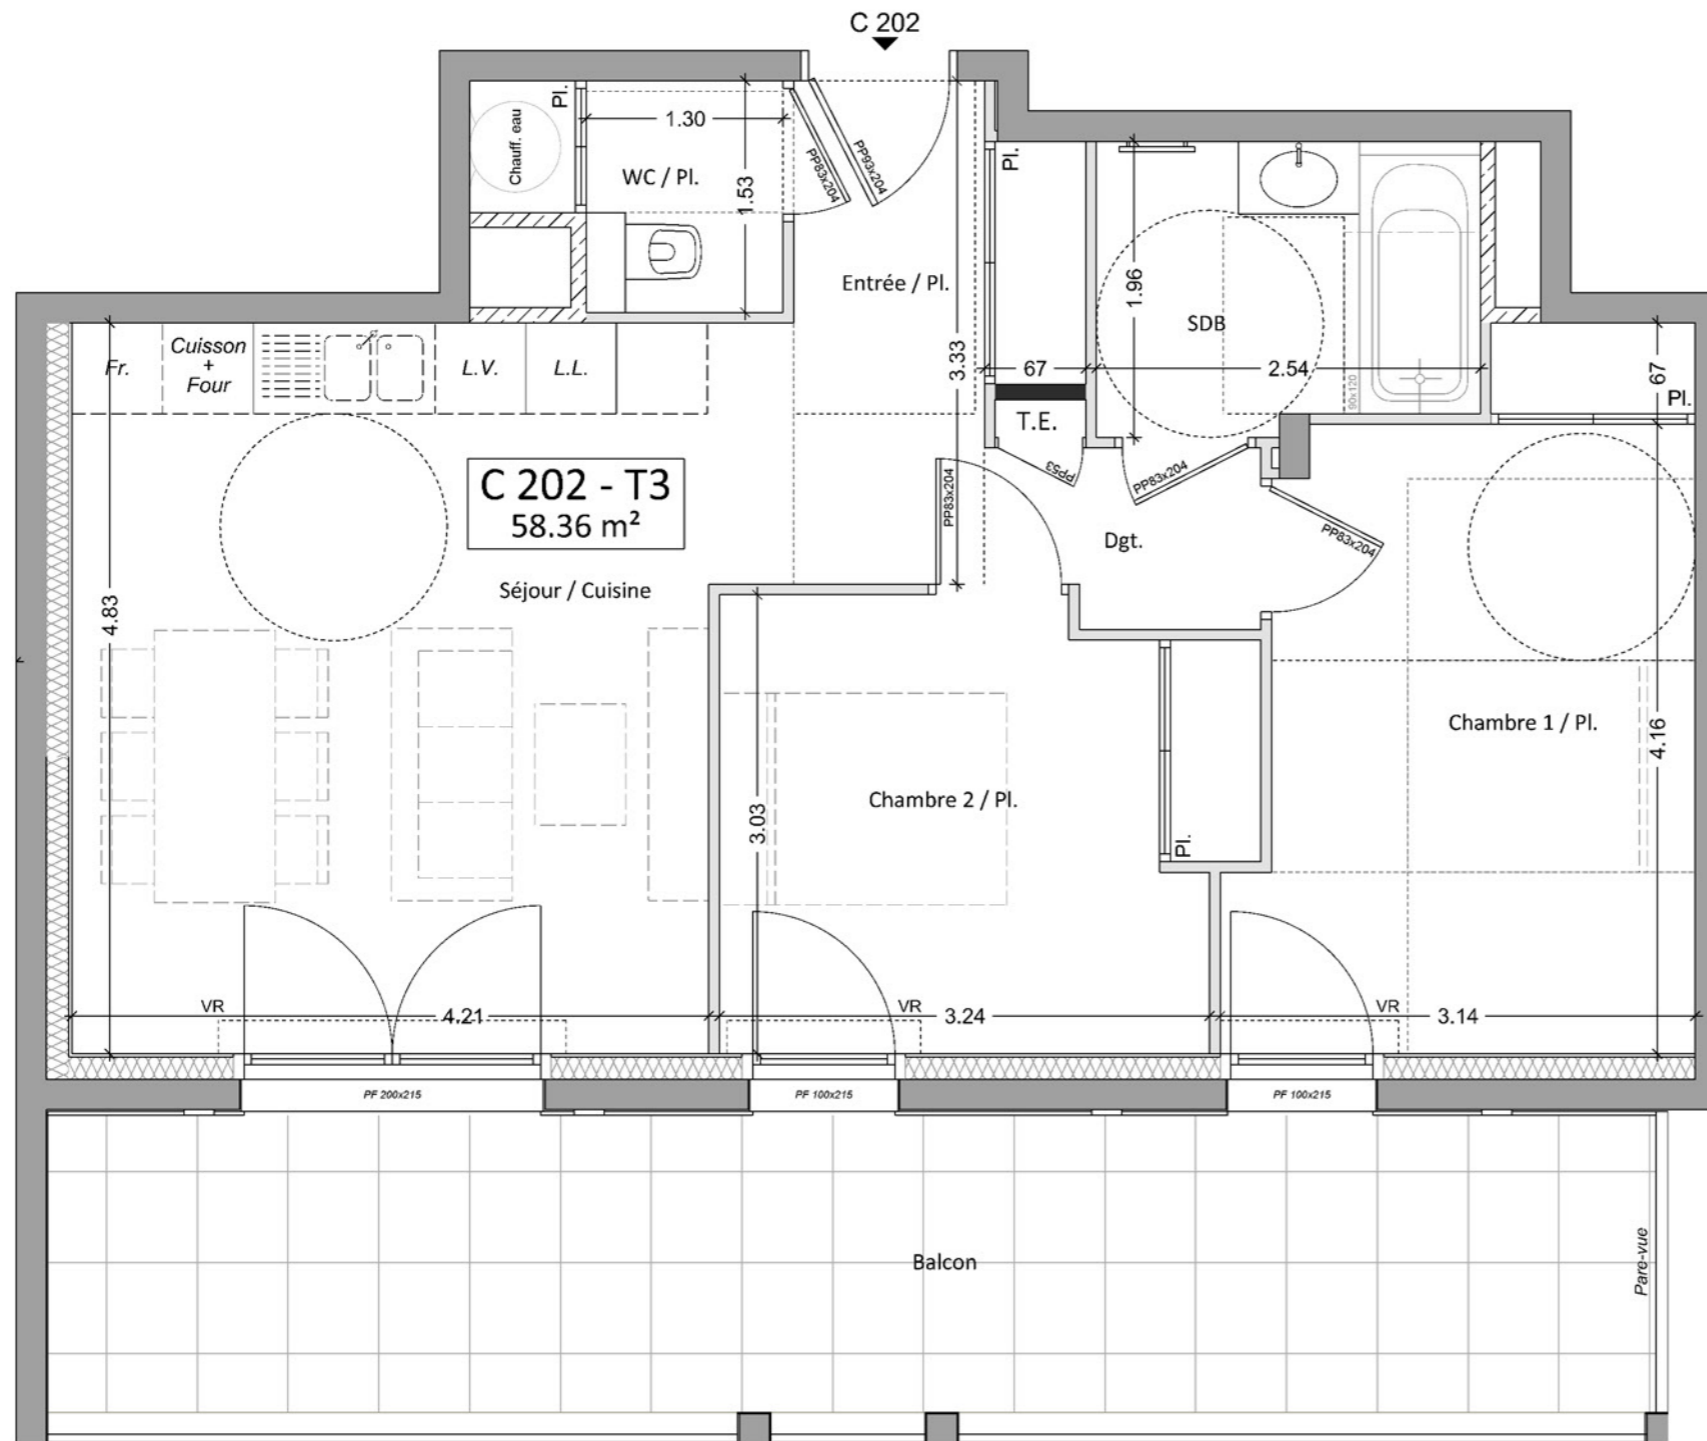 C 202
Chauff. eau
Pl.
1.30
WC / Pl.
1.53
PP83x204
PP93x204
Entrée / Pl.
3.33
Pl.
67
T.E.
PP53
1.96
SDB
2.54
90x120
67
Pl.
Fr.
Cuisson
+
Four
L.V.
L.L.
C 202 - T3
58.36 m²
Séjour / Cuisine
4.83
PP83x204
PP83x204
Dgt.
PP83x204
Chambre 1 / Pl.
4.16
Chambre 2 / Pl.
3.03
Pl.
VR
4.21
VR
3.24
VR
3.14
PF 200x215
PF 100x215
PF 100x215
Balcon
Pare-vue